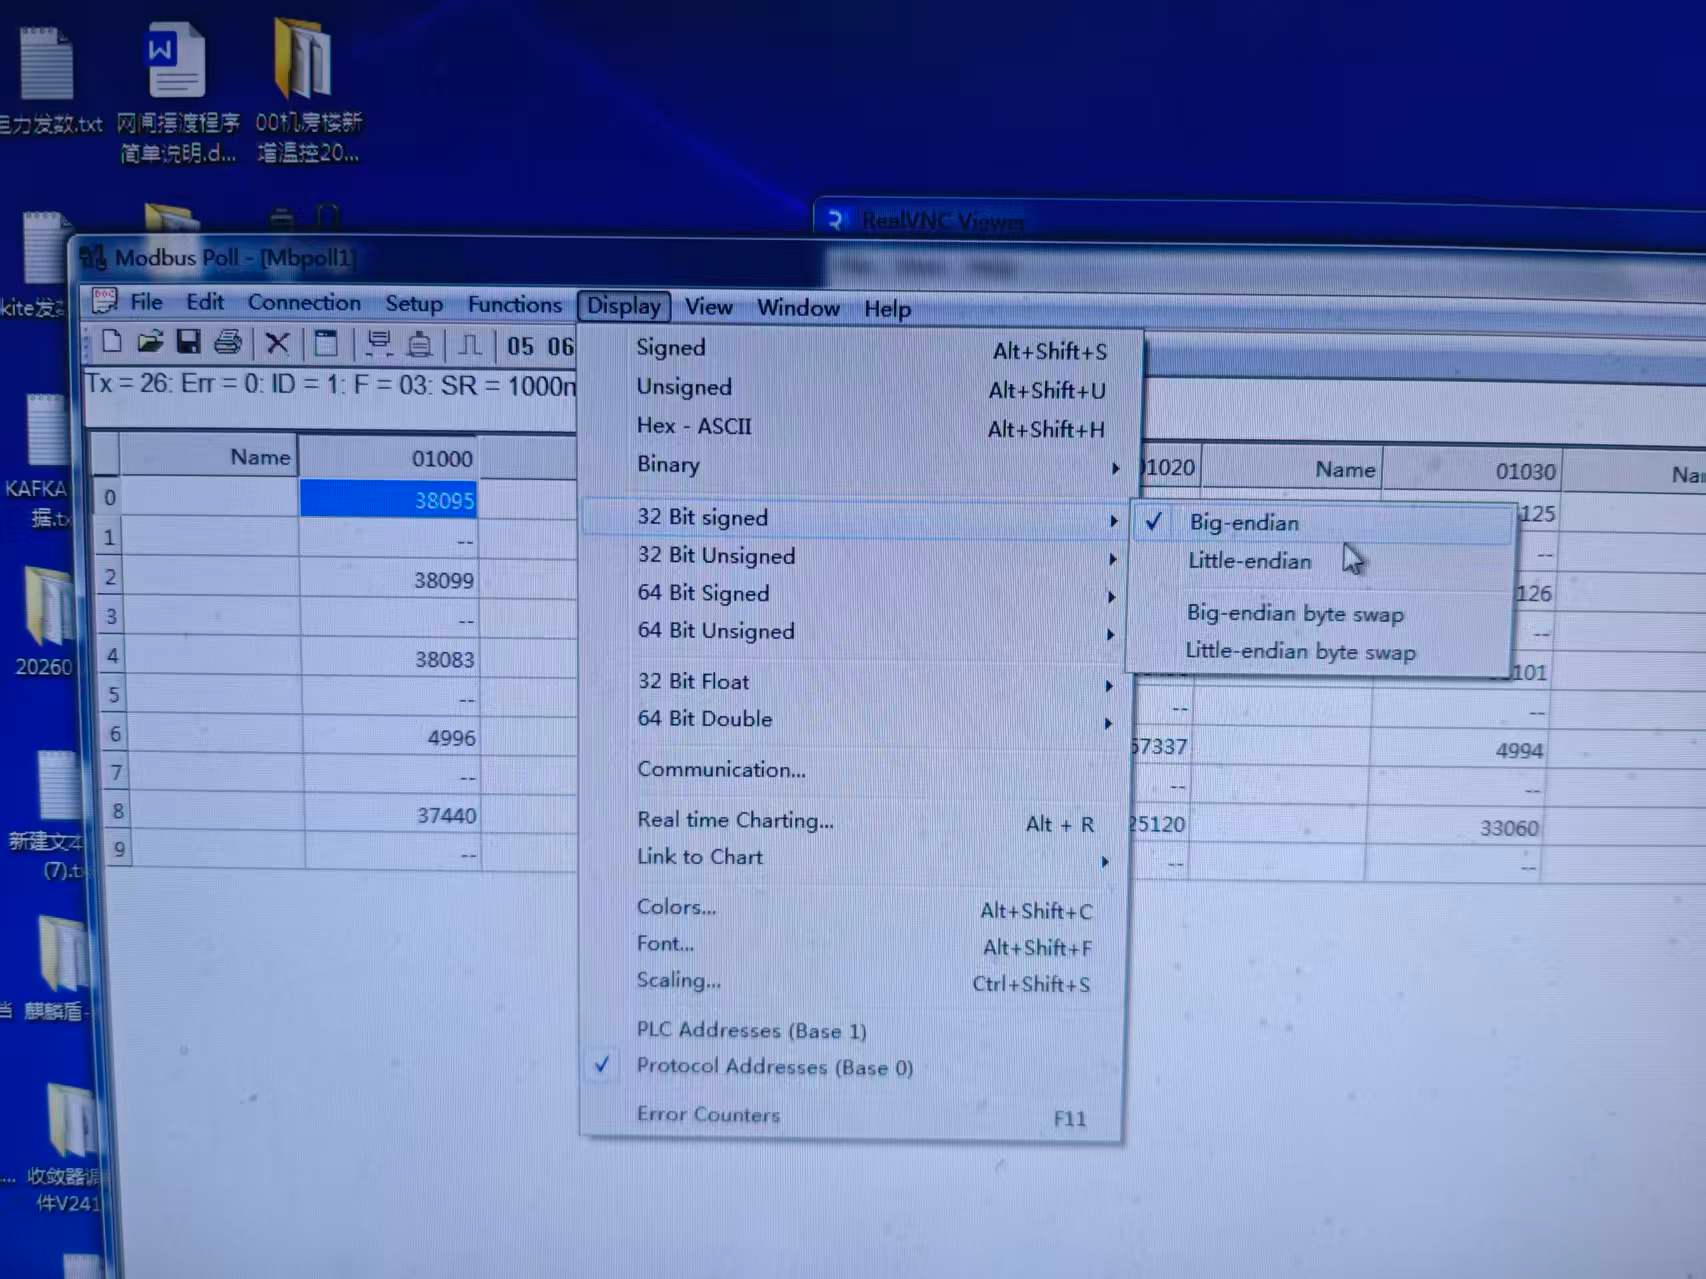 电力发数.txt
网闸摆渡程序
简单说明.d...
00机房楼新
增温控20...
RealVNC Viewer
kite发
KAFKA
据.tx
20260
新建文本
(7).tx
当 麒麟盾-
... 收敛器调
件V241
Modbus Poll - [Mbpoll1]
File Edit Connection Setup Functions Display View Window Help
05 06
Tx = 26: Err = 0: ID = 1: F = 03: SR = 1000m
Name 01000 01020 Name 01030 Na
0 38095 125
1 -- --
2 38099 126
3 -- --
4 38083 101
5 -- -- --
6 4996 57337 4994
7 -- -- --
8 37440 25120 33060
9 -- -- --
Signed Alt+Shift+S
Unsigned Alt+Shift+U
Hex - ASCII Alt+Shift+H
Binary
32 Bit signed
32 Bit Unsigned
64 Bit Signed
64 Bit Unsigned
32 Bit Float
64 Bit Double
Communication...
Real time Charting... Alt + R
Link to Chart
Colors... Alt+Shift+C
Font... Alt+Shift+F
Scaling... Ctrl+Shift+S
PLC Addresses (Base 1)
Protocol Addresses (Base 0)
Error Counters F11
Big-endian
Little-endian
Big-endian byte swap
Little-endian byte swap